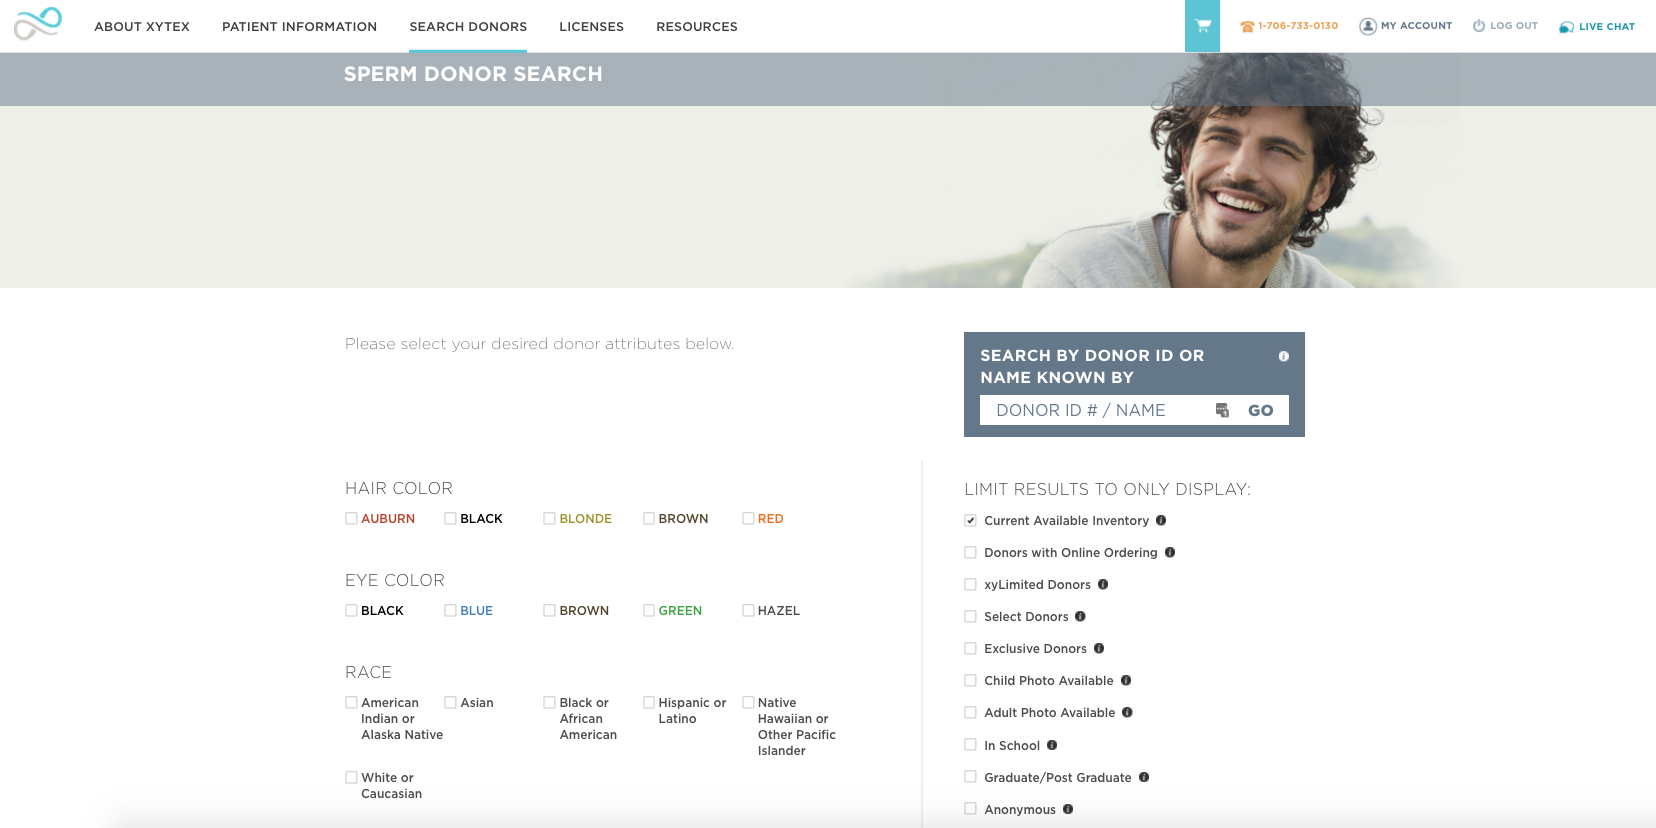 ABOUT XYTEX PATIENT INFORMATION SEARCH DONORS LICENSES RESOURCES 1-706-733-0130 MY ACCOUNT LOG OUT LIVE CHAT
SPERM DONOR SEARCH
Please select your desired donor attributes below.
SEARCH BY DONOR ID OR
NAME KNOWN BY
DONOR ID # / NAME GO
HAIR COLOR
AUBURN BLACK BLONDE BROWN RED
EYE COLOR
BLACK BLUE BROWN GREEN HAZEL
RACE
American
Indian or
Alaska Native
Asian
Black or
African
American
Hispanic or
Latino
Native
Hawaiian or
Other Pacific
Islander
White or
Caucasian
LIMIT RESULTS TO ONLY DISPLAY:
Current Available Inventory
Donors with Online Ordering
xyLimited Donors
Select Donors
Exclusive Donors
Child Photo Available
Adult Photo Available
In School
Graduate/Post Graduate
Anonymous